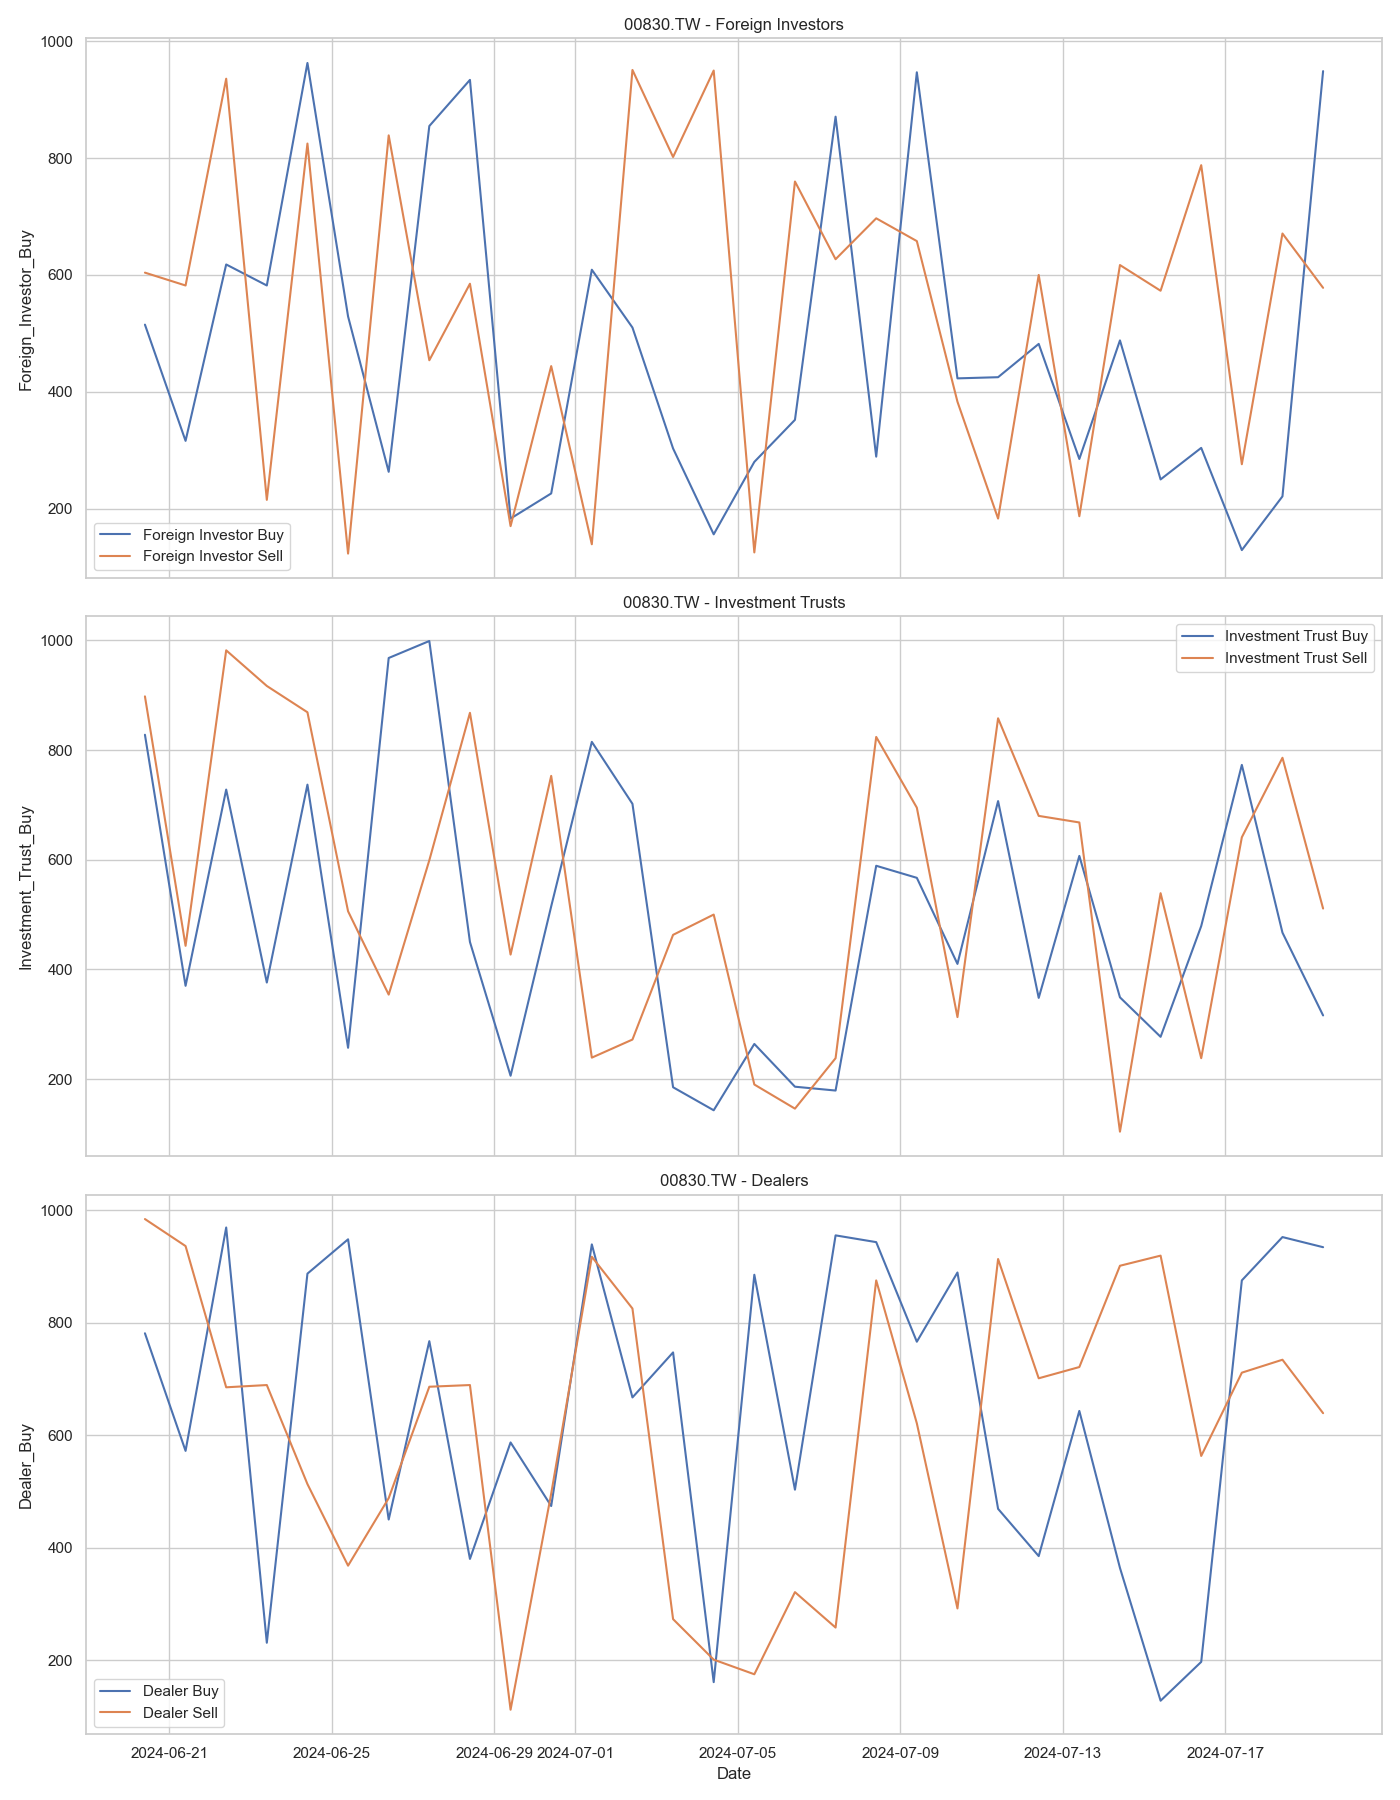 00830.TW - Foreign Investors
1000
800
600
400
200
Foreign_Investor_Buy
Foreign Investor Buy
Foreign Investor Sell
00830.TW - Investment Trusts
1000
800
600
400
200
Investment_Trust_Buy
Investment Trust Buy
Investment Trust Sell
00830.TW - Dealers
1000
800
600
400
200
Dealer_Buy
Dealer Buy
Dealer Sell
2024-06-21 2024-06-25 2024-06-29 2024-07-01 2024-07-05 2024-07-09 2024-07-13 2024-07-17
Date